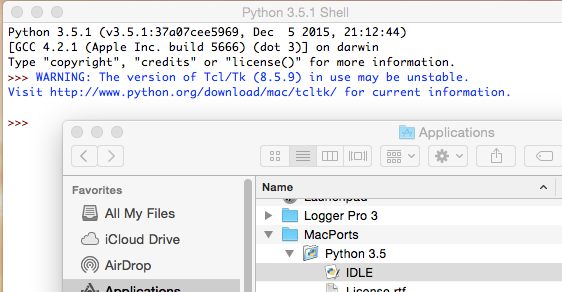 Python 3.5.1 Shell
Python 3.5.1 (v3.5.1:37a07cee5969, Dec  5 2015, 21:12:44)
[GCC 4.2.1 (Apple Inc. build 5666) (dot 3)] on darwin
Type "copyright", "credits" or "license()" for more information.
>>> WARNING: The version of Tcl/Tk (8.5.9) in use may be unstable.
Visit http://www.python.org/download/mac/tcltk/ for current information.
>>>
Applications
Favorites
All My Files
iCloud Drive
AirDrop
Applications
Name
Launchpad
Logger Pro 3
MacPorts
Python 3.5
IDLE
License.rtf